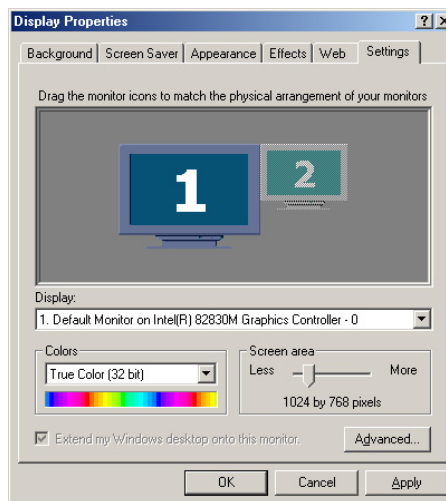 Display Properties
Background Screen Saver Appearance Effects Web Settings
Drag the monitor icons to match the physical arrangement of your monitors
1 2
Display:
1. Default Monitor on Intel(R) 82830M Graphics Controller - 0
Colors
True Color (32 bit)
Screen area
Less More
1024 by 768 pixels
Extend my Windows desktop onto this monitor.
Advanced...
OK Cancel Apply